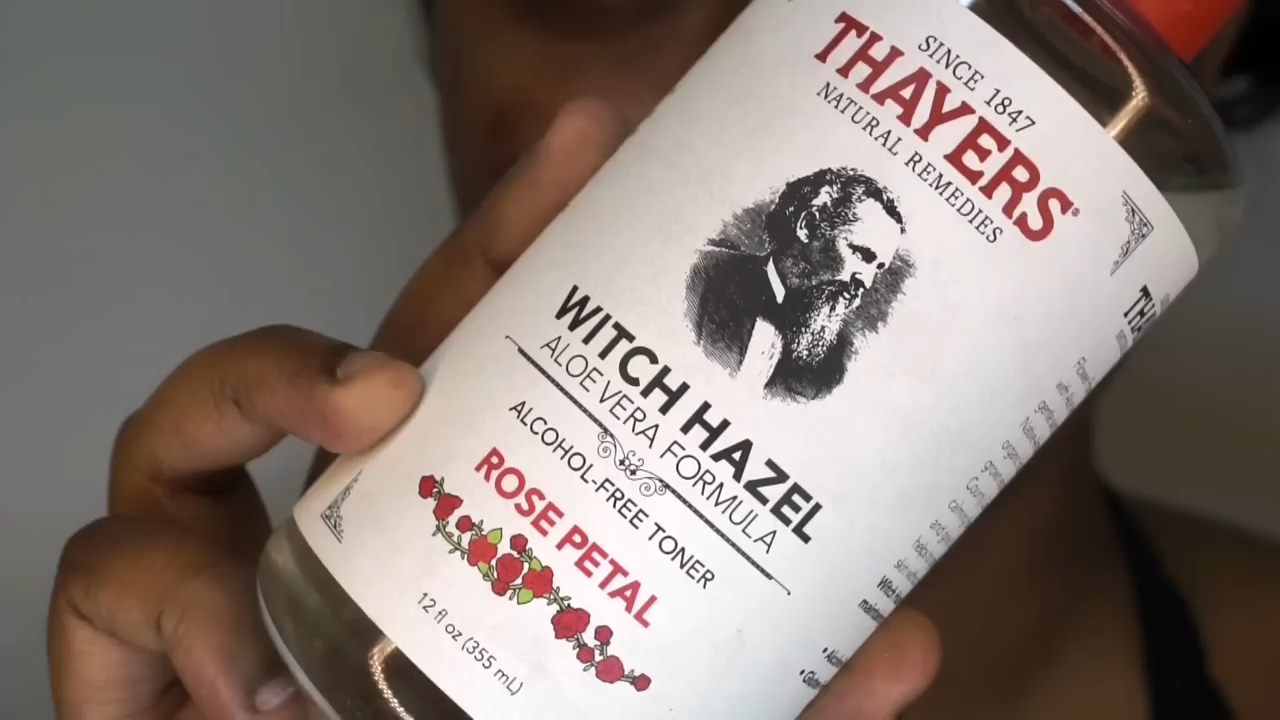 SINCE 1847
THAYERS®
NATURAL REMEDIES
WITCH HAZEL
ALOE VERA FORMULA
ALCOHOL-FREE TONER
ROSE PETAL
12 fl oz (355 mL)